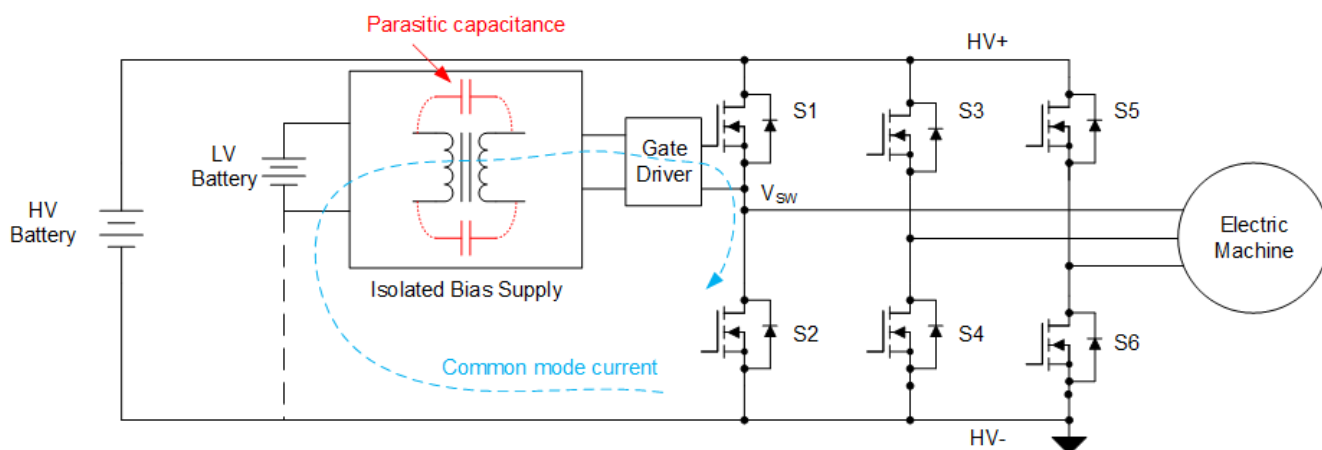 Parasitic capacitance
HV+
S1
S3
S5
LV
Battery
Gate
Driver
HV
Battery
VSW
Electric
Machine
Isolated Bias Supply
S2
S4
S6
Common mode current
HV-